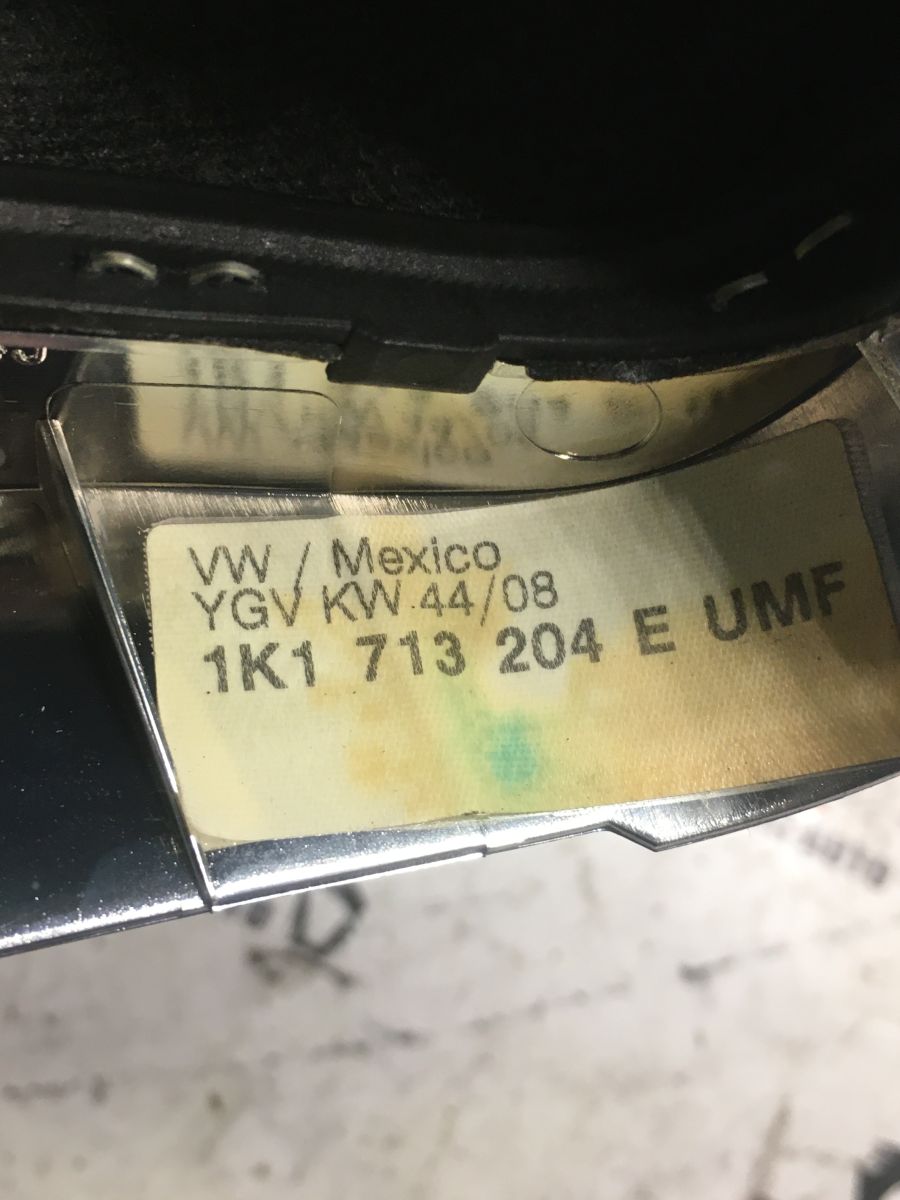 VW / Mexico
YGV KW 44/08
1K1 713 204 E UMF